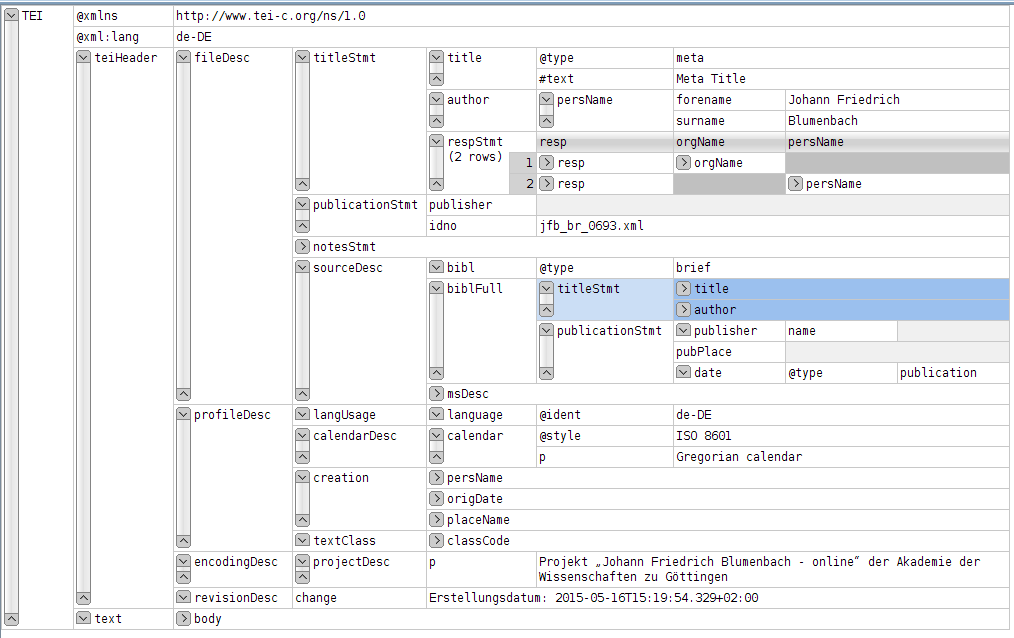 TEI @xmlns http://www.tei-c.org/ns/1.0
@xml:lang de-DE
teiHeader fileDesc titleStmt title @type meta
#text Meta Title
author persName forename Johann Friedrich
surname Blumenbach
respStmt resp orgName persName
(2 rows) 1 resp orgName
2 resp persName
publicationStmt publisher
idno jfb_br_0693.xml
notesStmt
sourceDesc bibl @type brief
biblFull titleStmt title
author
publicationStmt publisher name
pubPlace
date @type publication
msDesc
profileDesc langUsage language @ident de-DE
calendarDesc calendar @style ISO 8601
p Gregorian calendar
creation persName
origDate
placeName
textClass classCode
encodingDesc projectDesc p Projekt „Johann Friedrich Blumenbach - online“ der Akademie der
Wissenschaften zu Göttingen
revisionDesc change Erstellungsdatum: 2015-05-16T15:19:54.329+02:00
text body